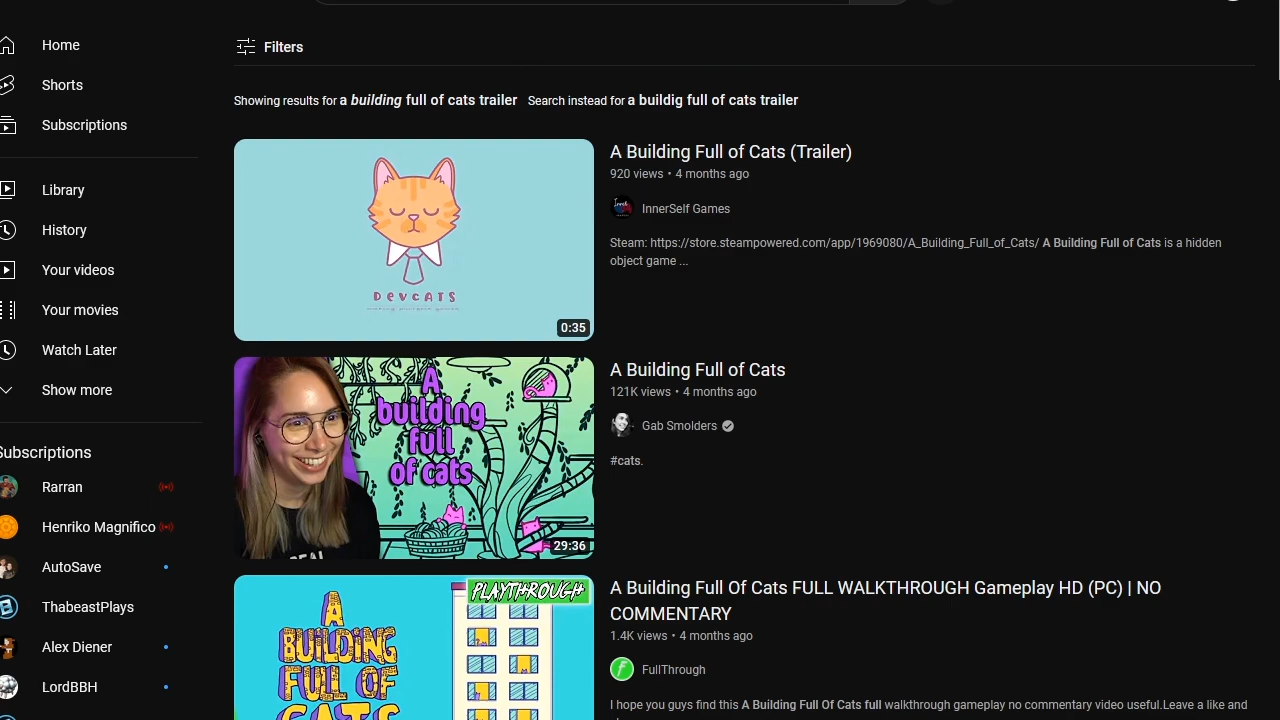 Home
Shorts
Subscriptions
Library
History
Your videos
Your movies
Watch Later
Show more
Subscriptions
Rarran
Henriko Magnifico
AutoSave
ThabeastPlays
Alex Diener
LordBBH
Filters
Showing results for a building full of cats trailer Search instead for a buildig full of cats trailer
DEVCATS
0:35
A Building Full of Cats (Trailer)
920 views • 4 months ago
InnerSelf Games
Steam: https://store.steampowered.com/app/1969080/A_Building_Full_of_Cats/ A Building Full of Cats is a hidden
object game ...
A
building
full
of cats
29:36
A Building Full of Cats
121K views • 4 months ago
Gab Smolders
#cats.
PLAYTHROUGH
A
BUILDING
FULL OF
CATS
A Building Full Of Cats FULL WALKTHROUGH Gameplay HD (PC) | NO
COMMENTARY
1.4K views • 4 months ago
FullThrough
I hope you guys find this A Building Full Of Cats full walkthrough gameplay no commentary video useful.Leave a like and